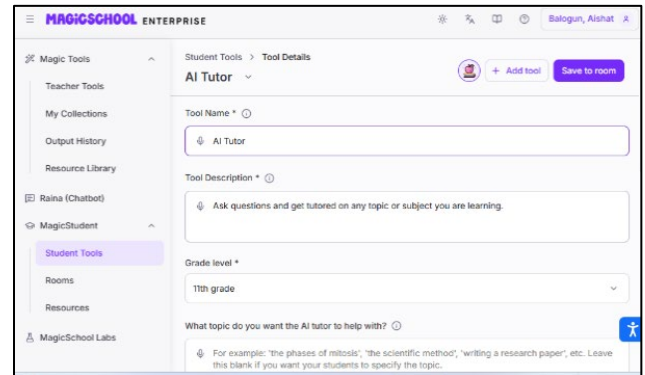 MAGICSCHOOL ENTERPRISE
Balogun, Aishat
Magic Tools
Teacher Tools
My Collections
Output History
Resource Library
Raina (Chatbot)
MagicStudent
Student Tools
Rooms
Resources
MagicSchool Labs
Student Tools > Tool Details
AI Tutor
+ Add tool
Save to room
Tool Name *
AI Tutor
Tool Description *
Ask questions and get tutored on any topic or subject you are learning.
Grade level *
11th grade
What topic do you want the AI tutor to help with?
For example: 'the phases of mitosis', 'the scientific method', 'writing a research paper', etc. Leave
this blank if you want your students to specify the topic.